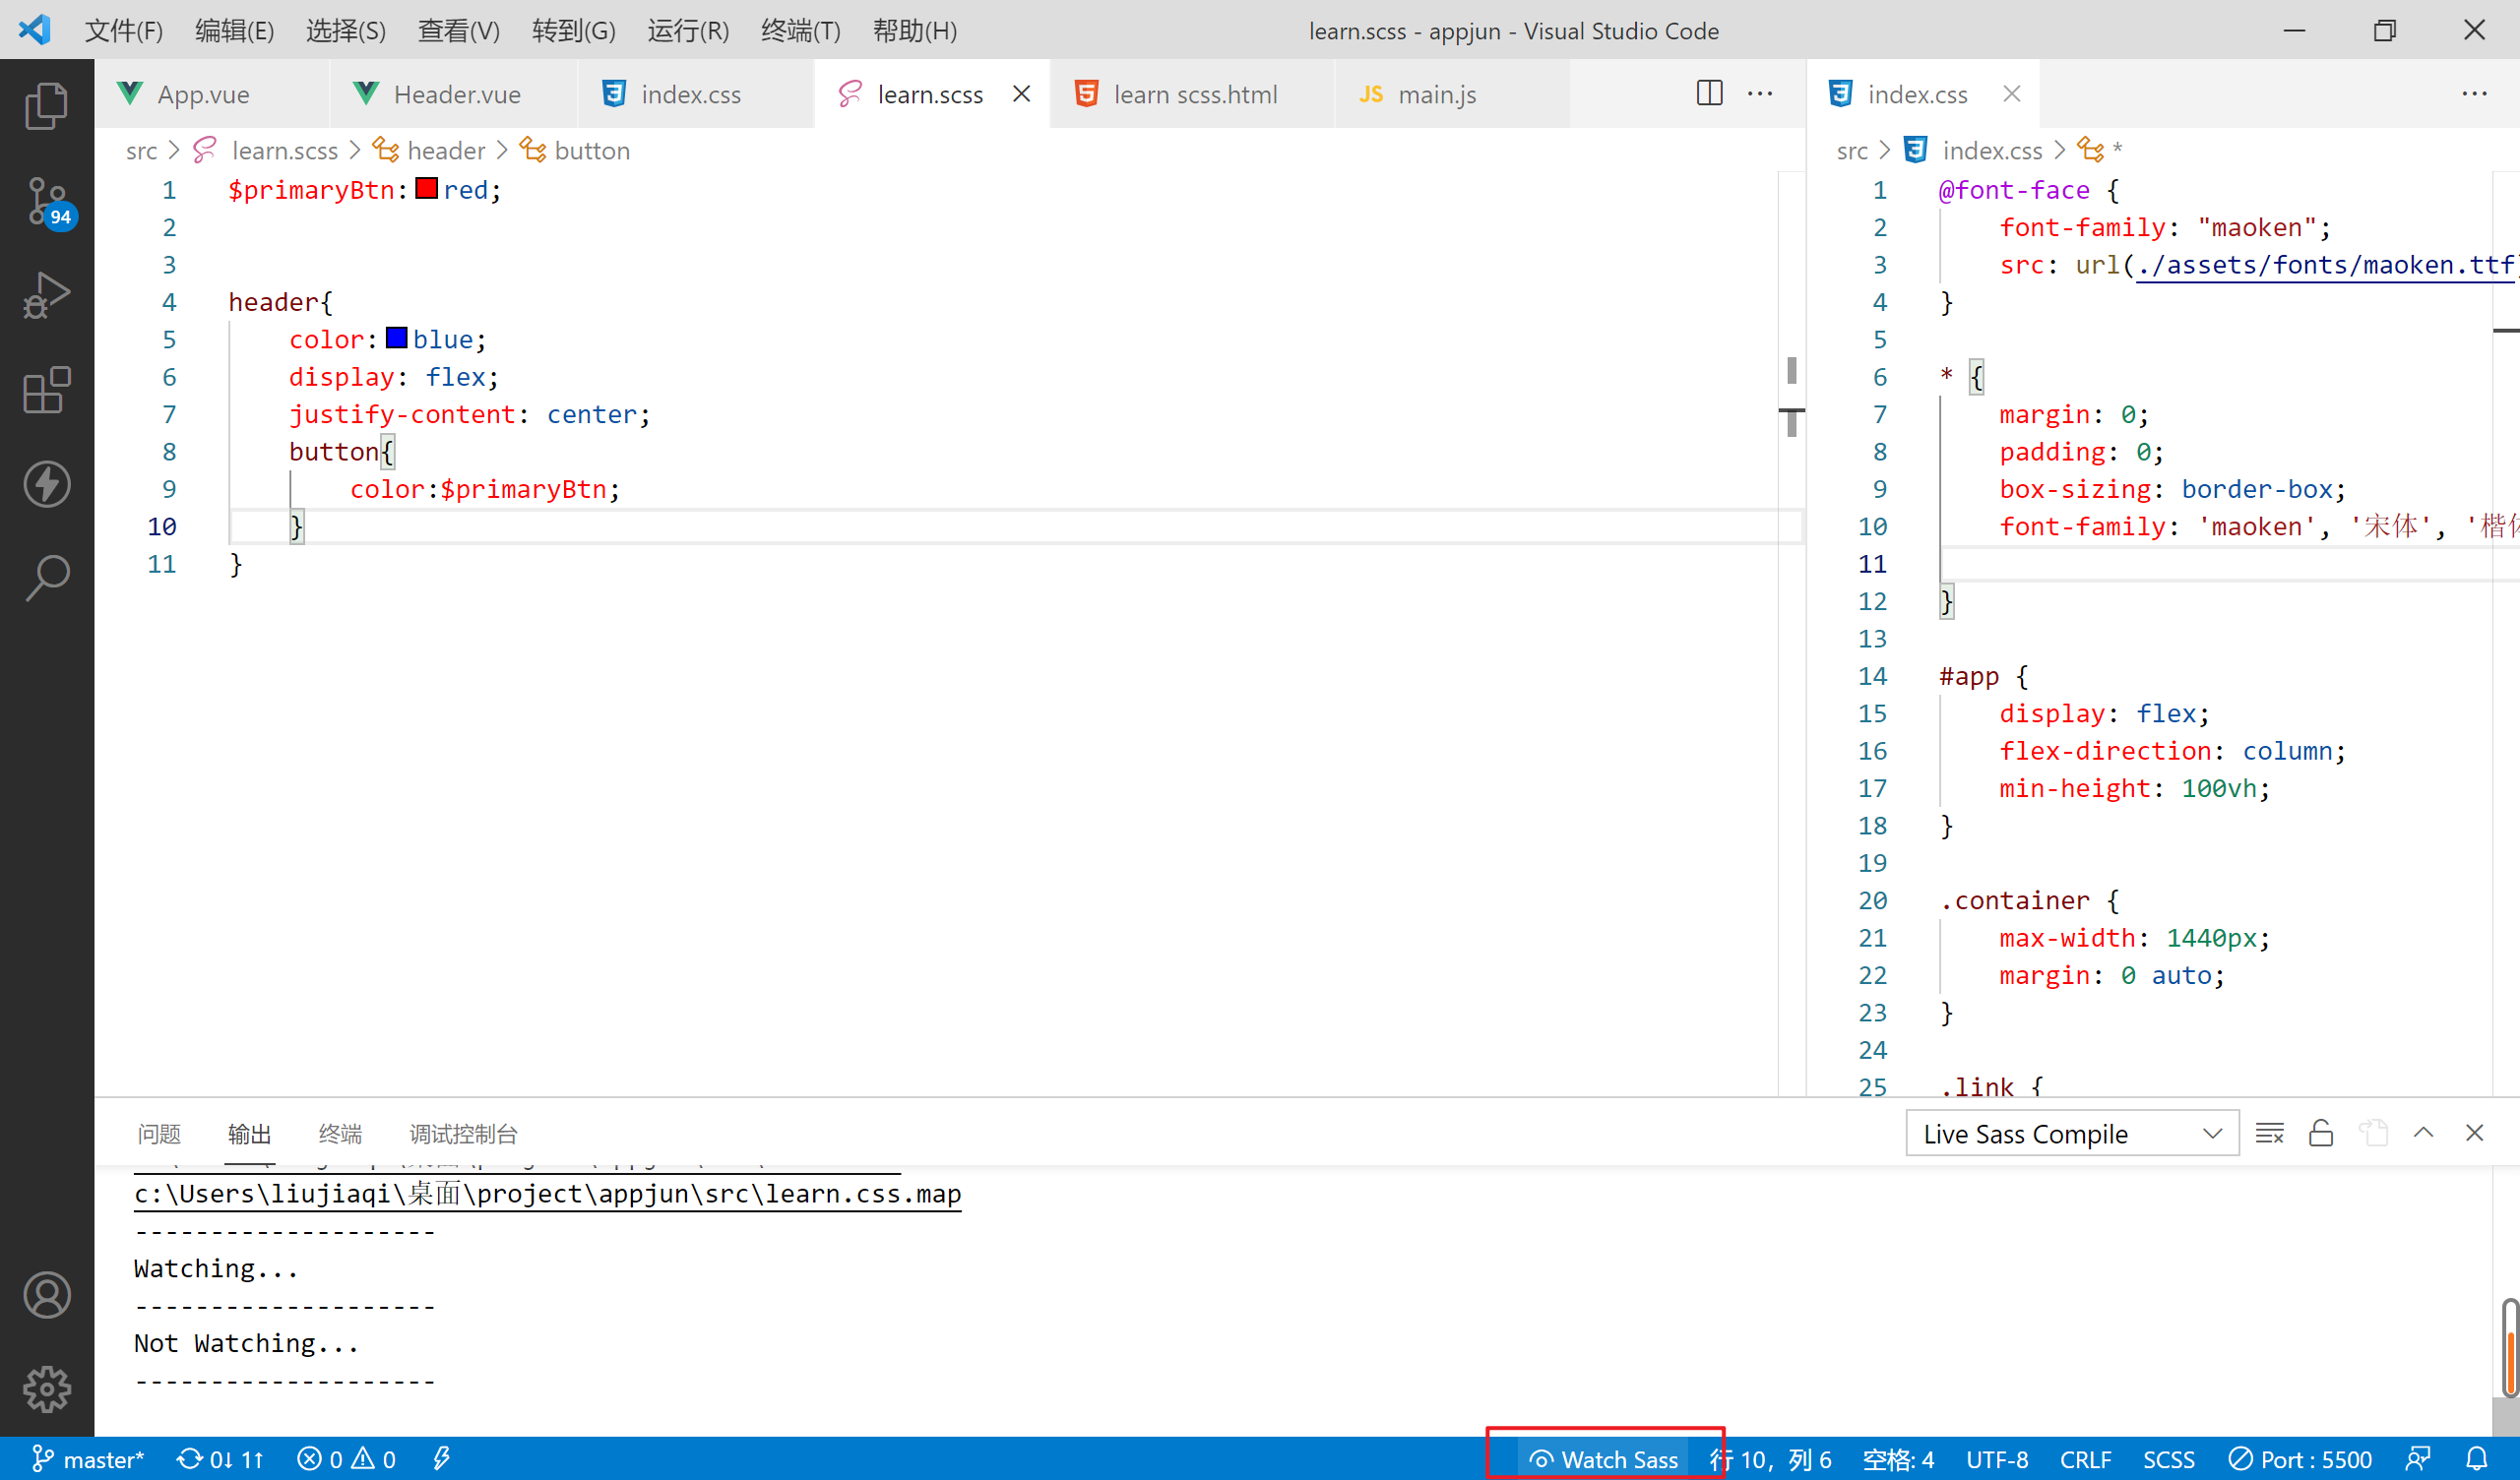 文件(F) 编辑(E) 选择(S) 查看(V) 转到(G) 运行(R) 终端(T) 帮助(H) learn.scss - appjun - Visual Studio Code
App.vue Header.vue index.css learn.scss learn scss.html JS main.js
src > learn.scss > header > button
1 $primaryBtn:red;
2
3
4 header{
5 color:blue;
6 display: flex;
7 justify-content: center;
8 button{
9 color:$primaryBtn;
10 }
11 }
index.css
src > index.css > *
1 @font-face {
2 font-family: "maoken";
3 src: url(./assets/fonts/maoken.ttf)
4 }
5
6 * {
7 margin: 0;
8 padding: 0;
9 box-sizing: border-box;
10 font-family: 'maoken', '宋体', '楷体
11
12 }
13
14 #app {
15 display: flex;
16 flex-direction: column;
17 min-height: 100vh;
18 }
19
20 .container {
21 max-width: 1440px;
22 margin: 0 auto;
23 }
24
25 .link {
94
问题 输出 终端 调试控制台 Live Sass Compile
c:\Users\liujiaqi\桌面\project\appjun\src\learn.css.map
--------------------
Watching...
--------------------
Not Watching...
--------------------
master* 0↓ 1↑ 0 0 Watch Sass 行 10, 列 6 空格: 4 UTF-8 CRLF SCSS Port : 5500